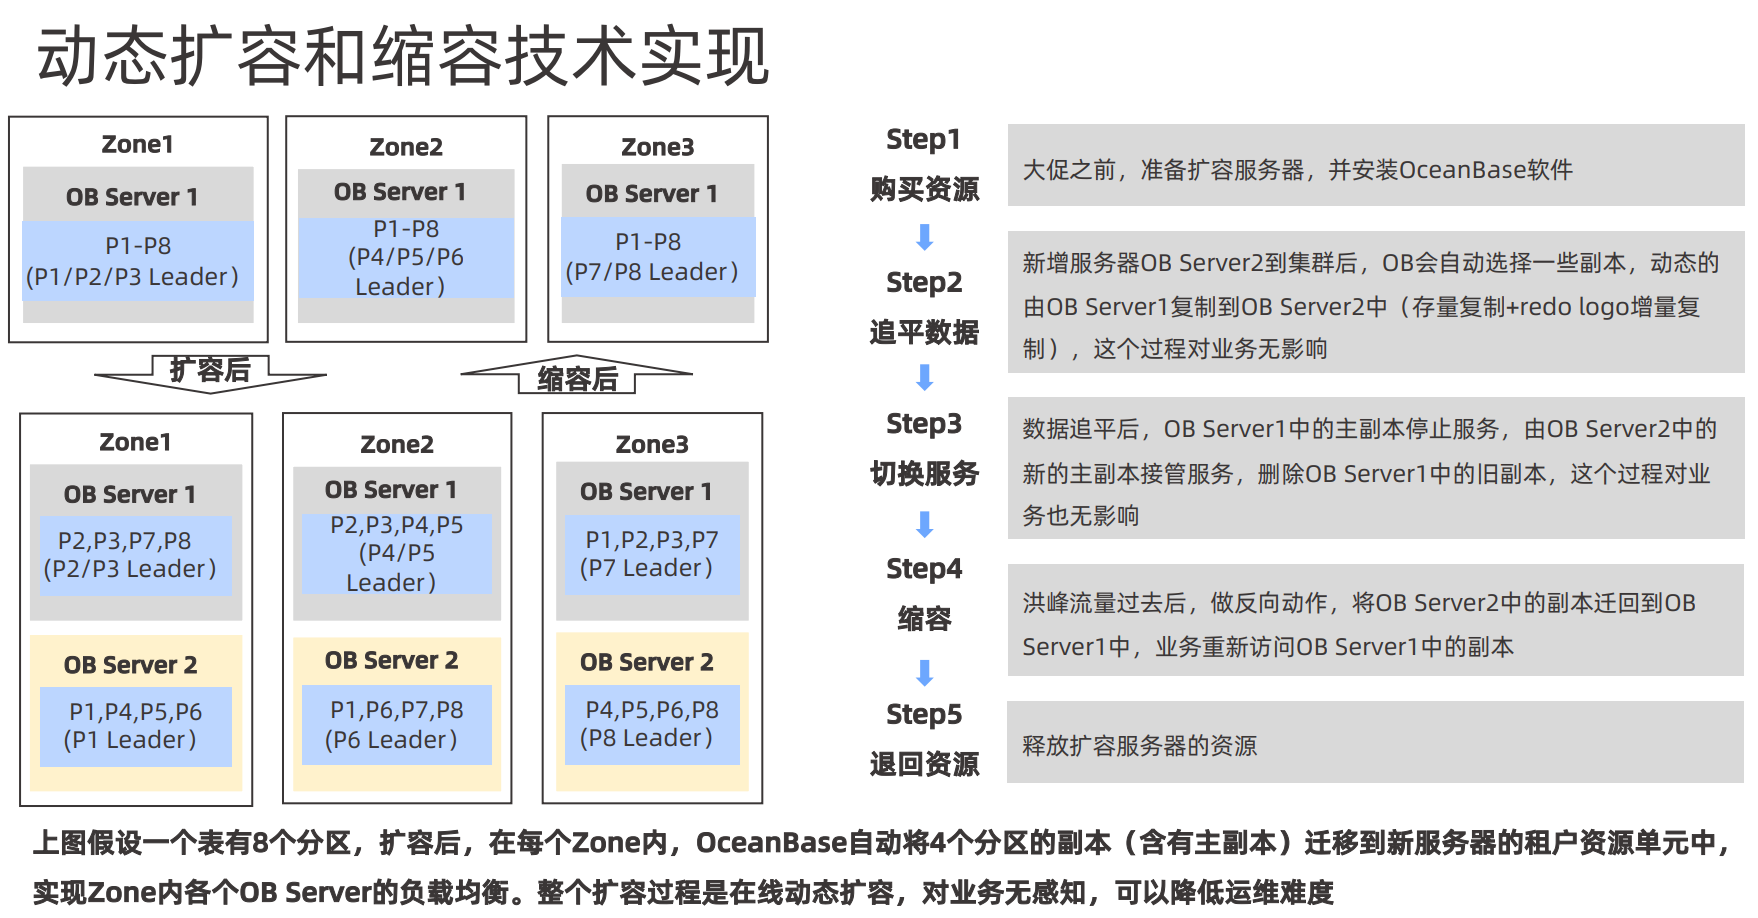 动态扩容和缩容技术实现
Zone1
OB Server 1
P1-P8
(P1/P2/P3 Leader)
Zone2
OB Server 1
P1-P8
(P4/P5/P6
Leader)
Zone3
OB Server 1
P1-P8
(P7/P8 Leader)
扩容后
缩容后
Zone1
OB Server 1
P2,P3,P7,P8
(P2/P3 Leader)
OB Server 2
P1,P4,P5,P6
(P1 Leader)
Zone2
OB Server 1
P2,P3,P4,P5
(P4/P5
Leader)
OB Server 2
P1,P6,P7,P8
(P6 Leader)
Zone3
OB Server 1
P1,P2,P3,P7
(P7 Leader)
OB Server 2
P4,P5,P6,P8
(P8 Leader)
Step1
购买资源
大促之前，准备扩容服务器，并安装OceanBase软件
Step2
追平数据
新增服务器OB Server2到集群后，OB会自动选择一些副本，动态的
由OB Server1复制到OB Server2中（存量复制+redo logo增量复
制），这个过程对业务无影响
Step3
切换服务
数据追平后，OB Server1中的主副本停止服务，由OB Server2中的
新的主副本接管服务，删除OB Server1中的旧副本，这个过程对业
务也无影响
Step4
缩容
洪峰流量过去后，做反向动作，将OB Server2中的副本迁回到OB
Server1中，业务重新访问OB Server1中的副本
Step5
退回资源
释放扩容服务器的资源
上图假设一个表有8个分区，扩容后，在每个Zone内，OceanBase自动将4个分区的副本（含有主副本）迁移到新服务器的租户资源单元中，
实现Zone内各个OB Server的负载均衡。整个扩容过程是在线动态扩容，对业务无感知，可以降低运维难度